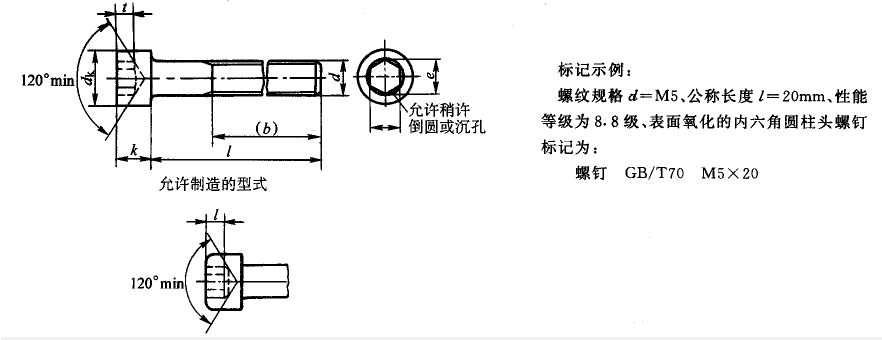 t
120°min
dk
d
e
允许稍许
倒圆或沉孔
(b)
k
l
允许制造的型式
l
120°min
标记示例:
螺纹规格 d=M5、公称长度 l=20mm、性能
等级为 8.8 级、表面氧化的内六角圆柱头螺钉
标记为:
螺钉 GB/T70 M5×20